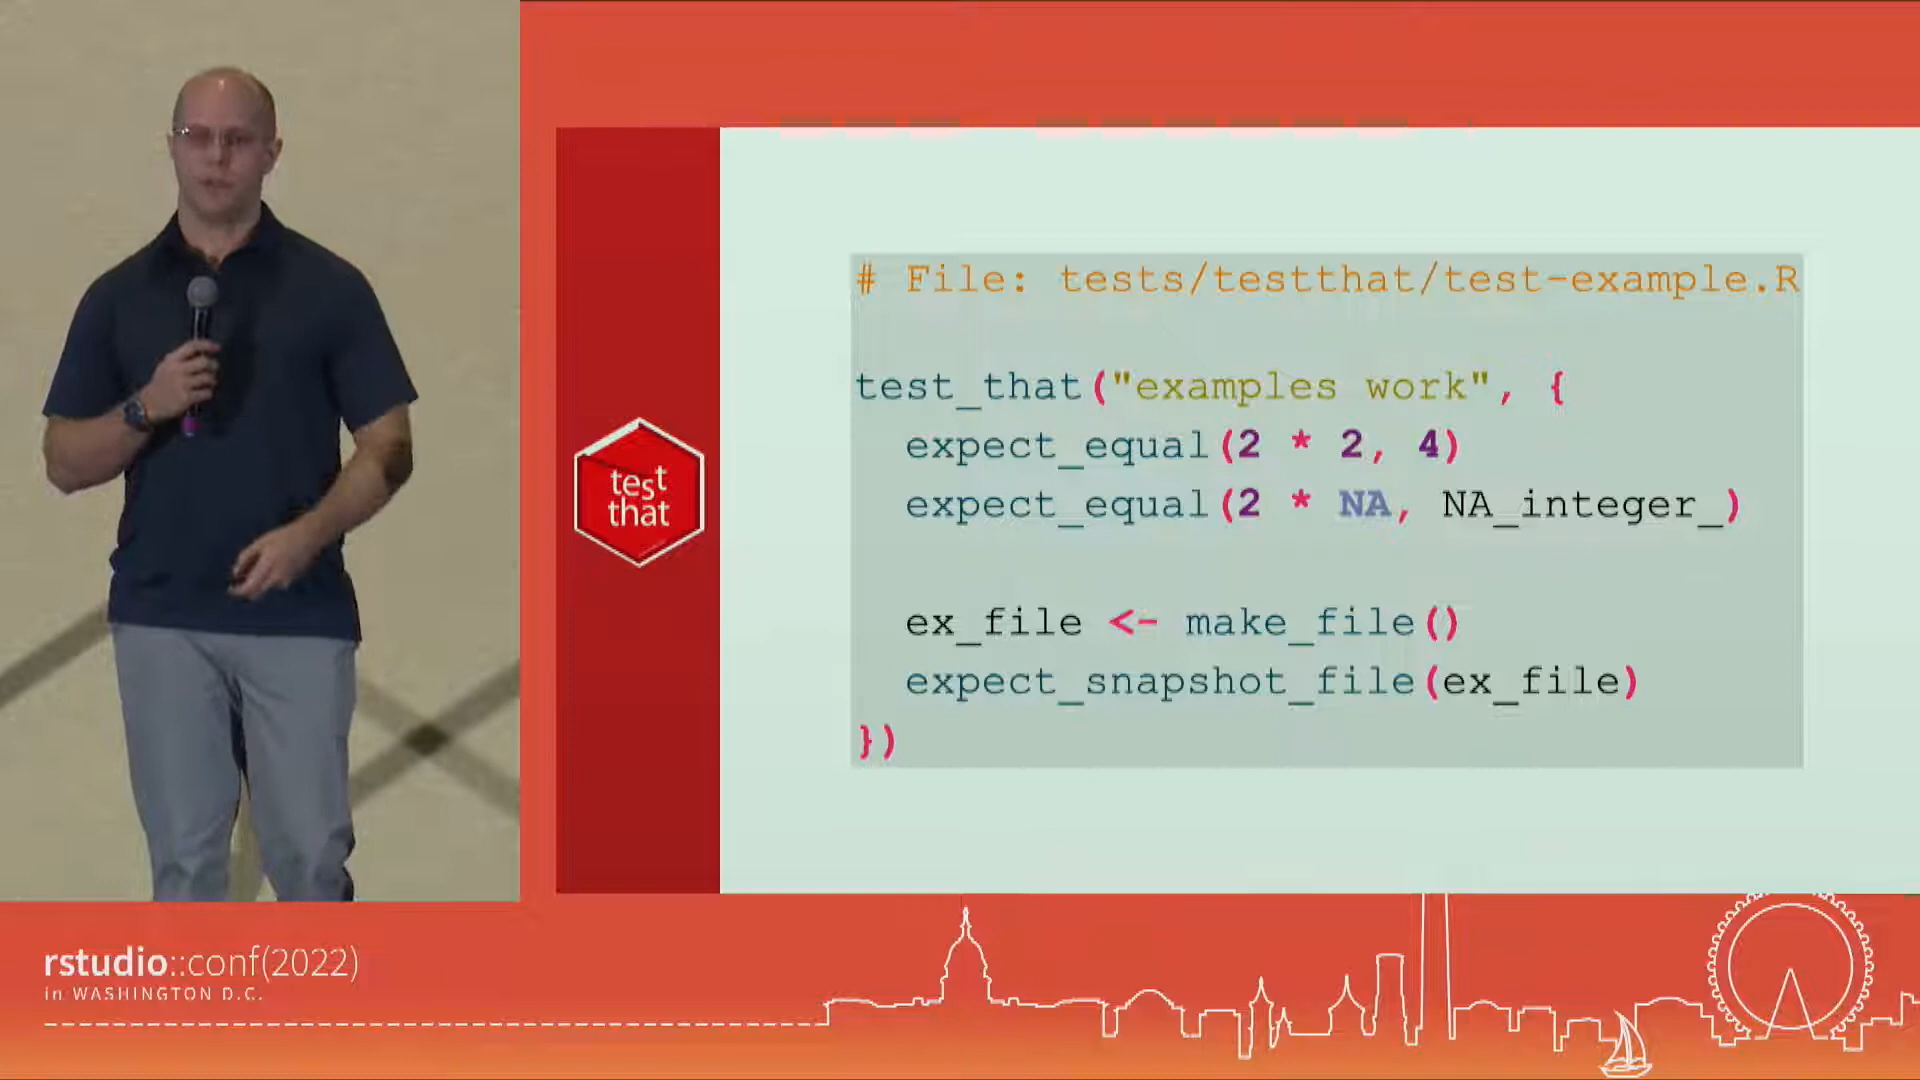 # File: tests/testthat/test-example.R
test_that("examples work", {
expect_equal(2 * 2, 4)
expect_equal(2 * NA, NA_integer_)
ex_file <- make_file()
expect_snapshot_file(ex_file)
})
test
that
rstudio::conf(2022)
in WASHINGTON D.C.